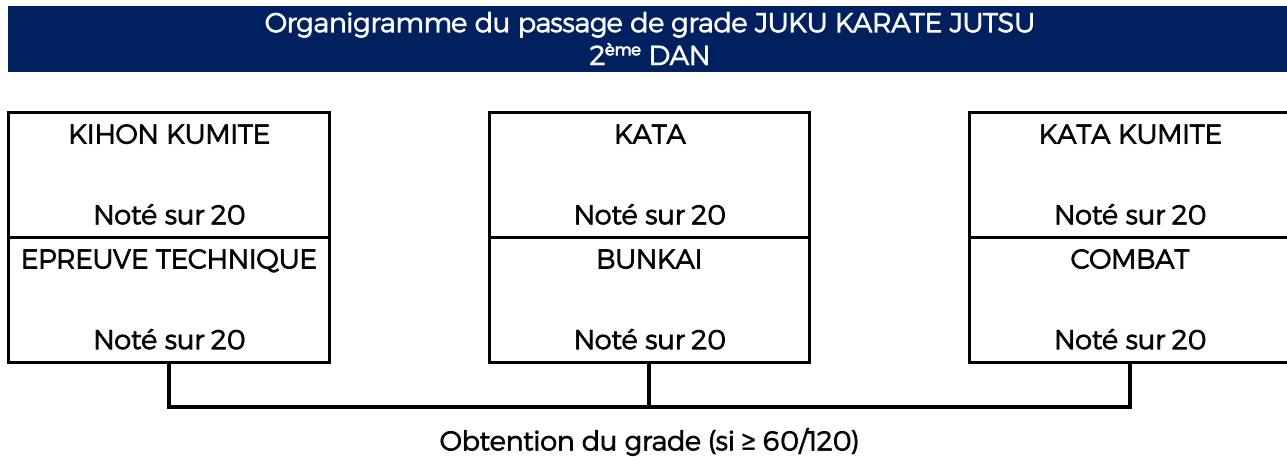 Organigramme du passage de grade JUKU KARATE JUTSU
2ème DAN
KIHON KUMITE
Noté sur 20
EPREUVE TECHNIQUE
Noté sur 20
KATA
Noté sur 20
BUNKAI
Noté sur 20
KATA KUMITE
Noté sur 20
COMBAT
Noté sur 20
Obtention du grade (si ≥ 60/120)